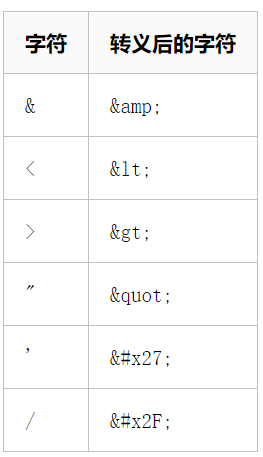 字符 转义后的字符
& &amp;
< &lt;
> &gt;
" &quot;
' &#x27;
/ &#x2F;